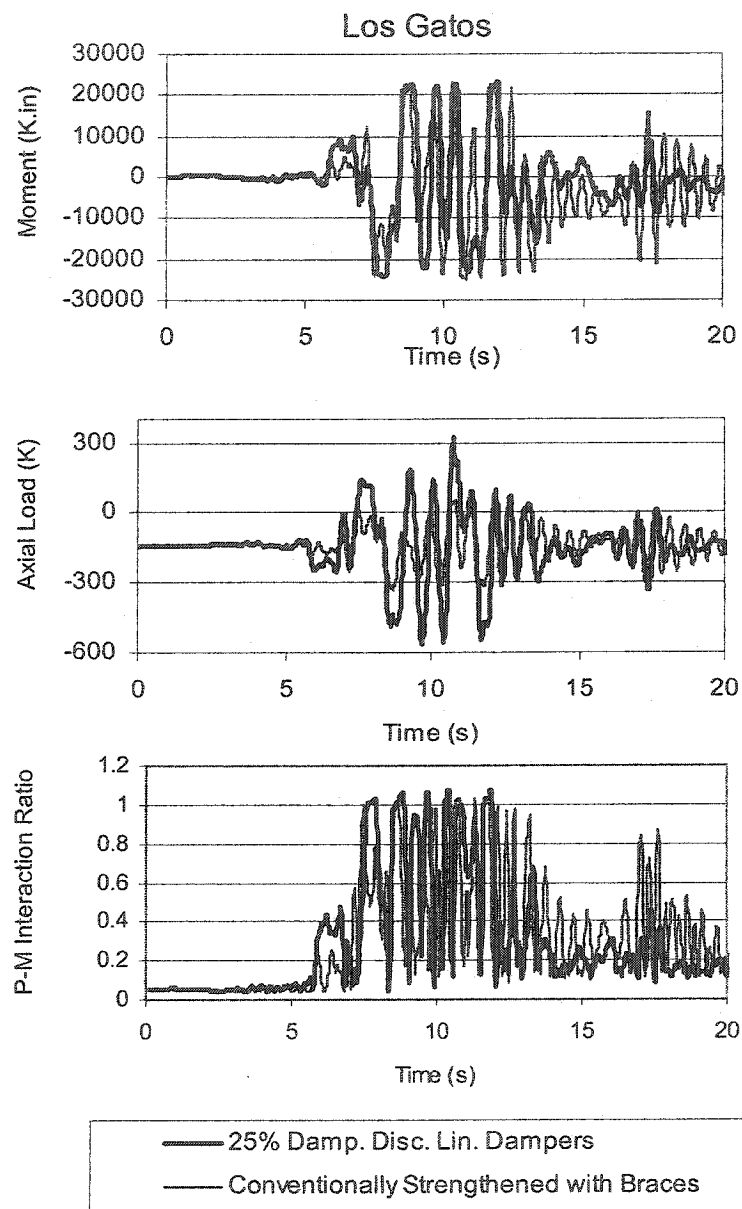 Los Gatos
Moment (K.in)
30000
20000
10000
0
-10000
-20000
-30000
0 5 10 15 20
Time (s)
Axial Load (K)
300
0
-300
-600
0 5 10 15 20
Time (s)
P-M Interaction Ratio
1.2
1
0.8
0.6
0.4
0.2
0
0 5 10 15 20
Time (s)
25% Damp. Disc. Lin. Dampers
Conventionally Strengthened with Braces